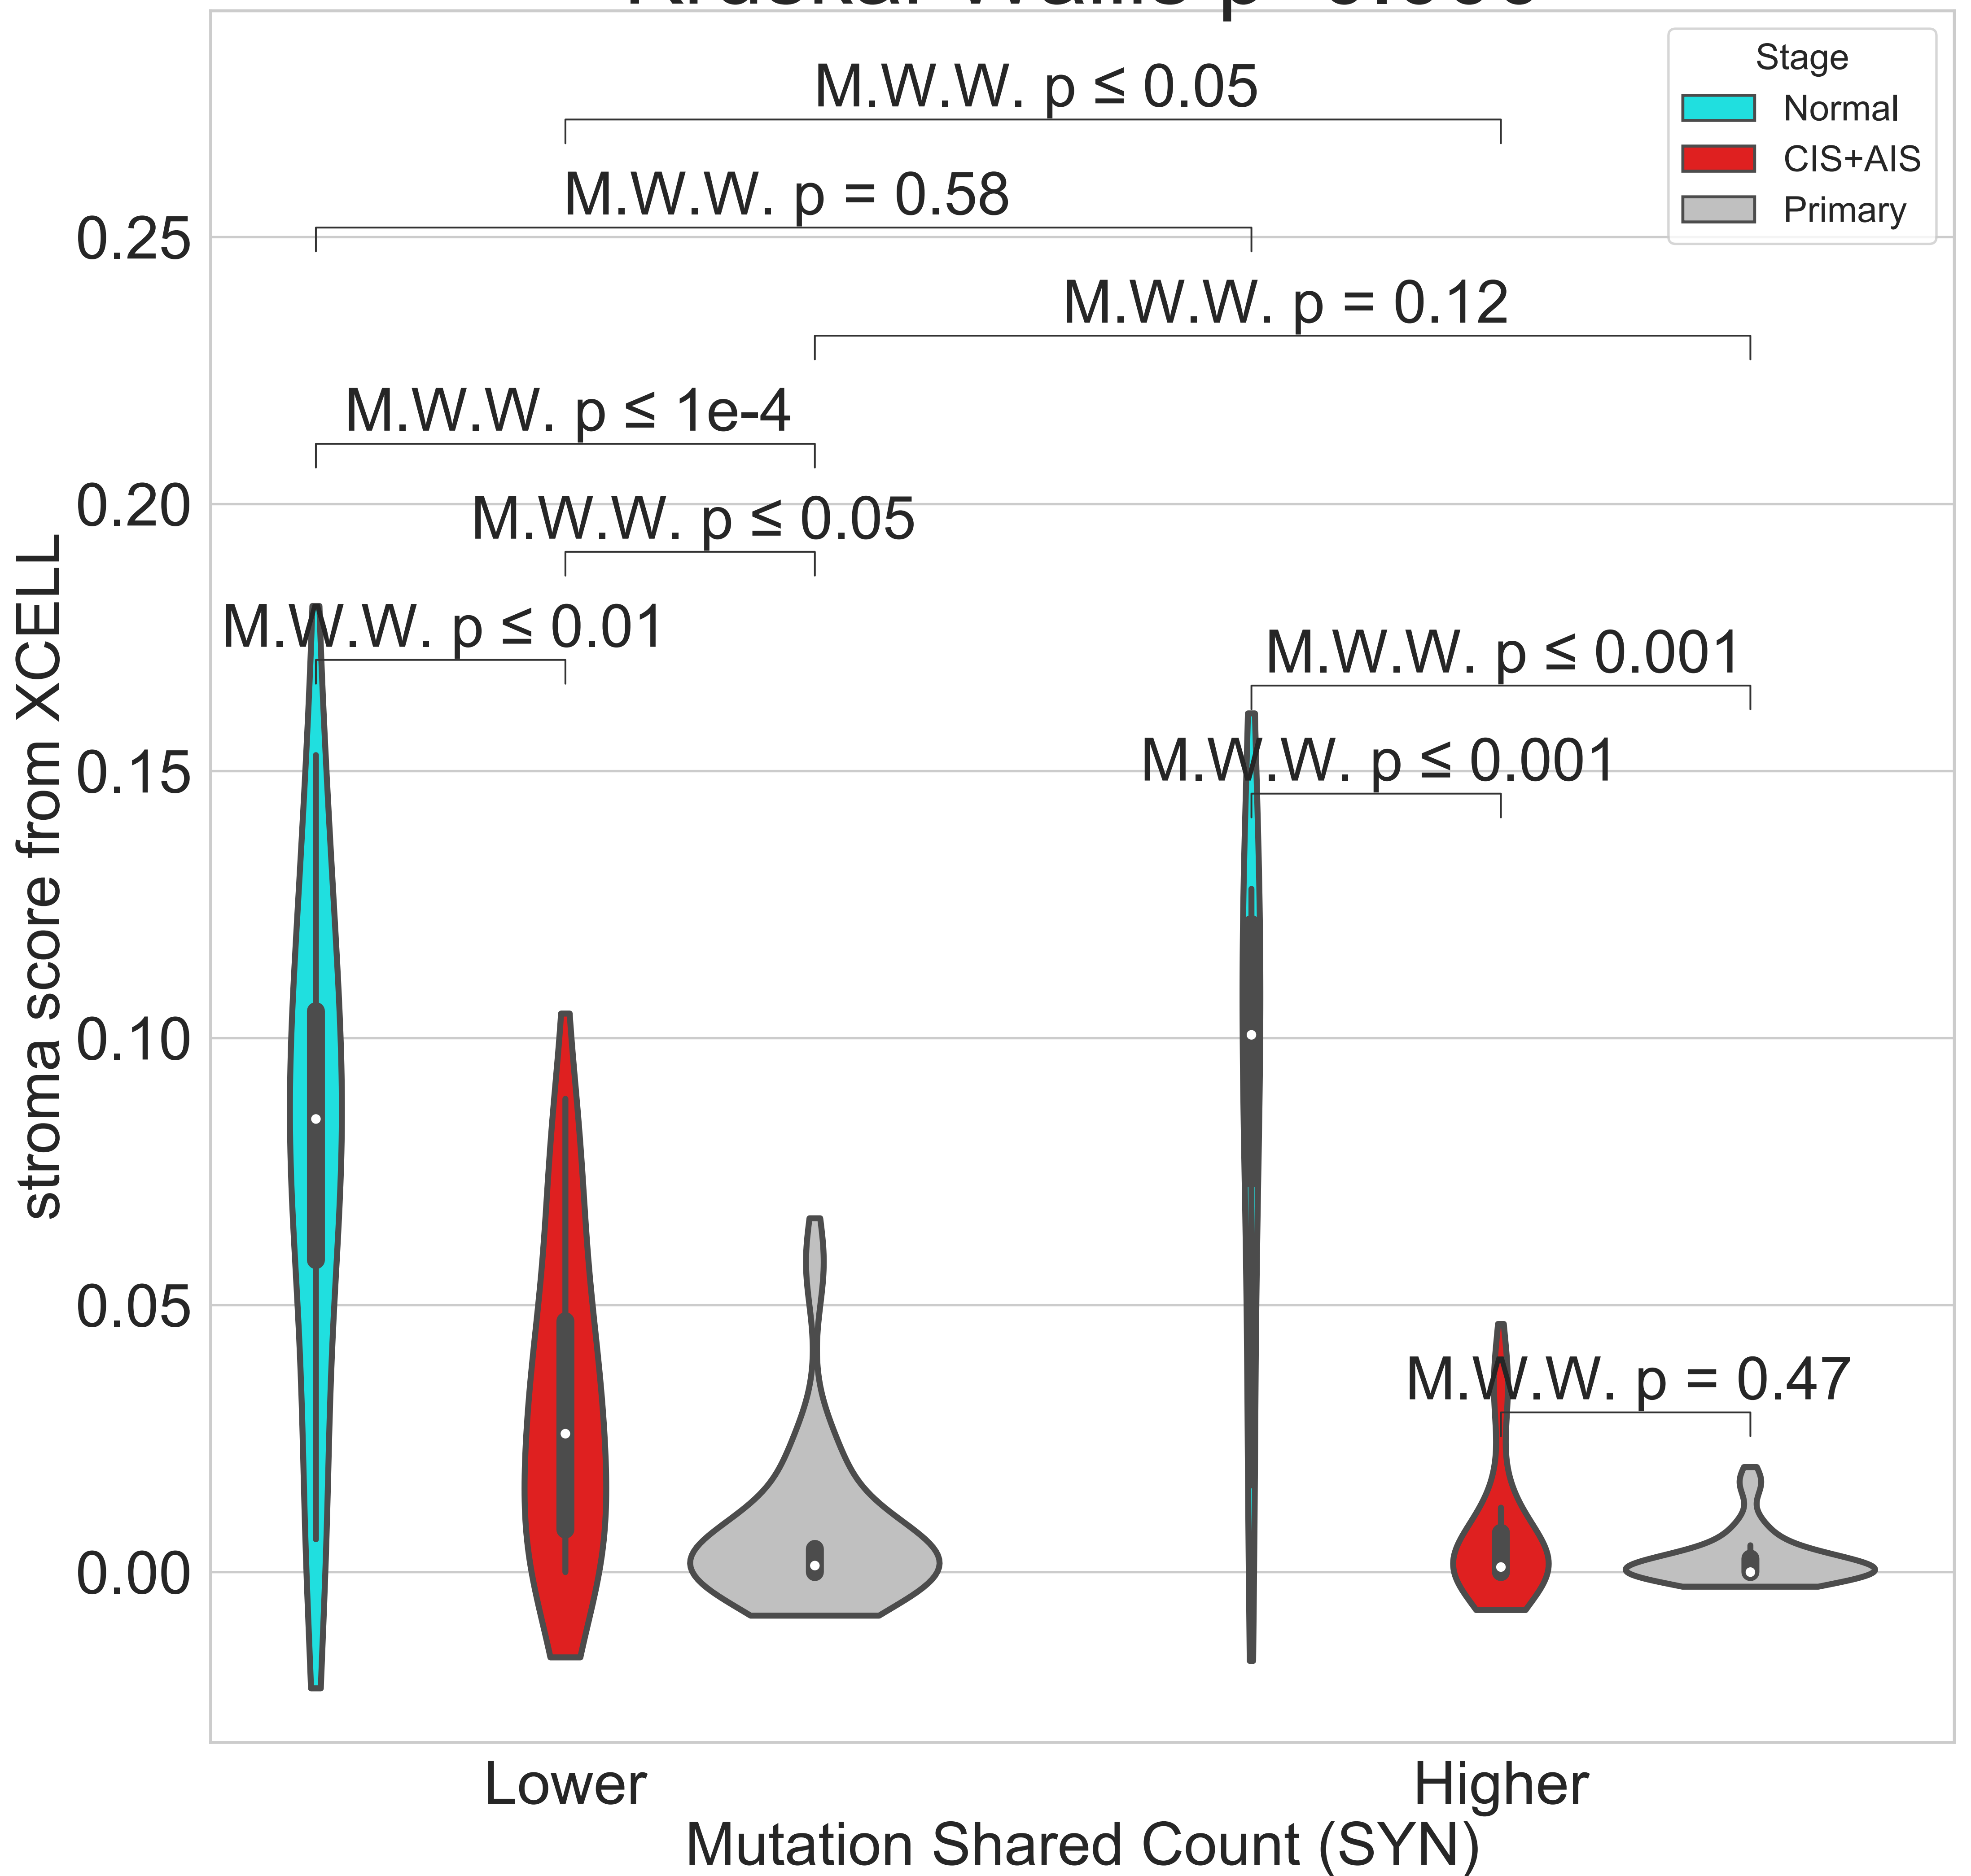 Stage
Normal
CIS+AIS
Primary
M.W.W. p ≤ 0.05
M.W.W. p = 0.58
M.W.W. p = 0.12
M.W.W. p ≤ 1e-4
M.W.W. p ≤ 0.05
M.W.W. p ≤ 0.01
M.W.W. p ≤ 0.001
M.W.W. p ≤ 0.001
M.W.W. p = 0.47
0.25
0.20
0.15
0.10
0.05
0.00
stroma score from XCELL
Lower
Higher
Mutation Shared Count (SYN)